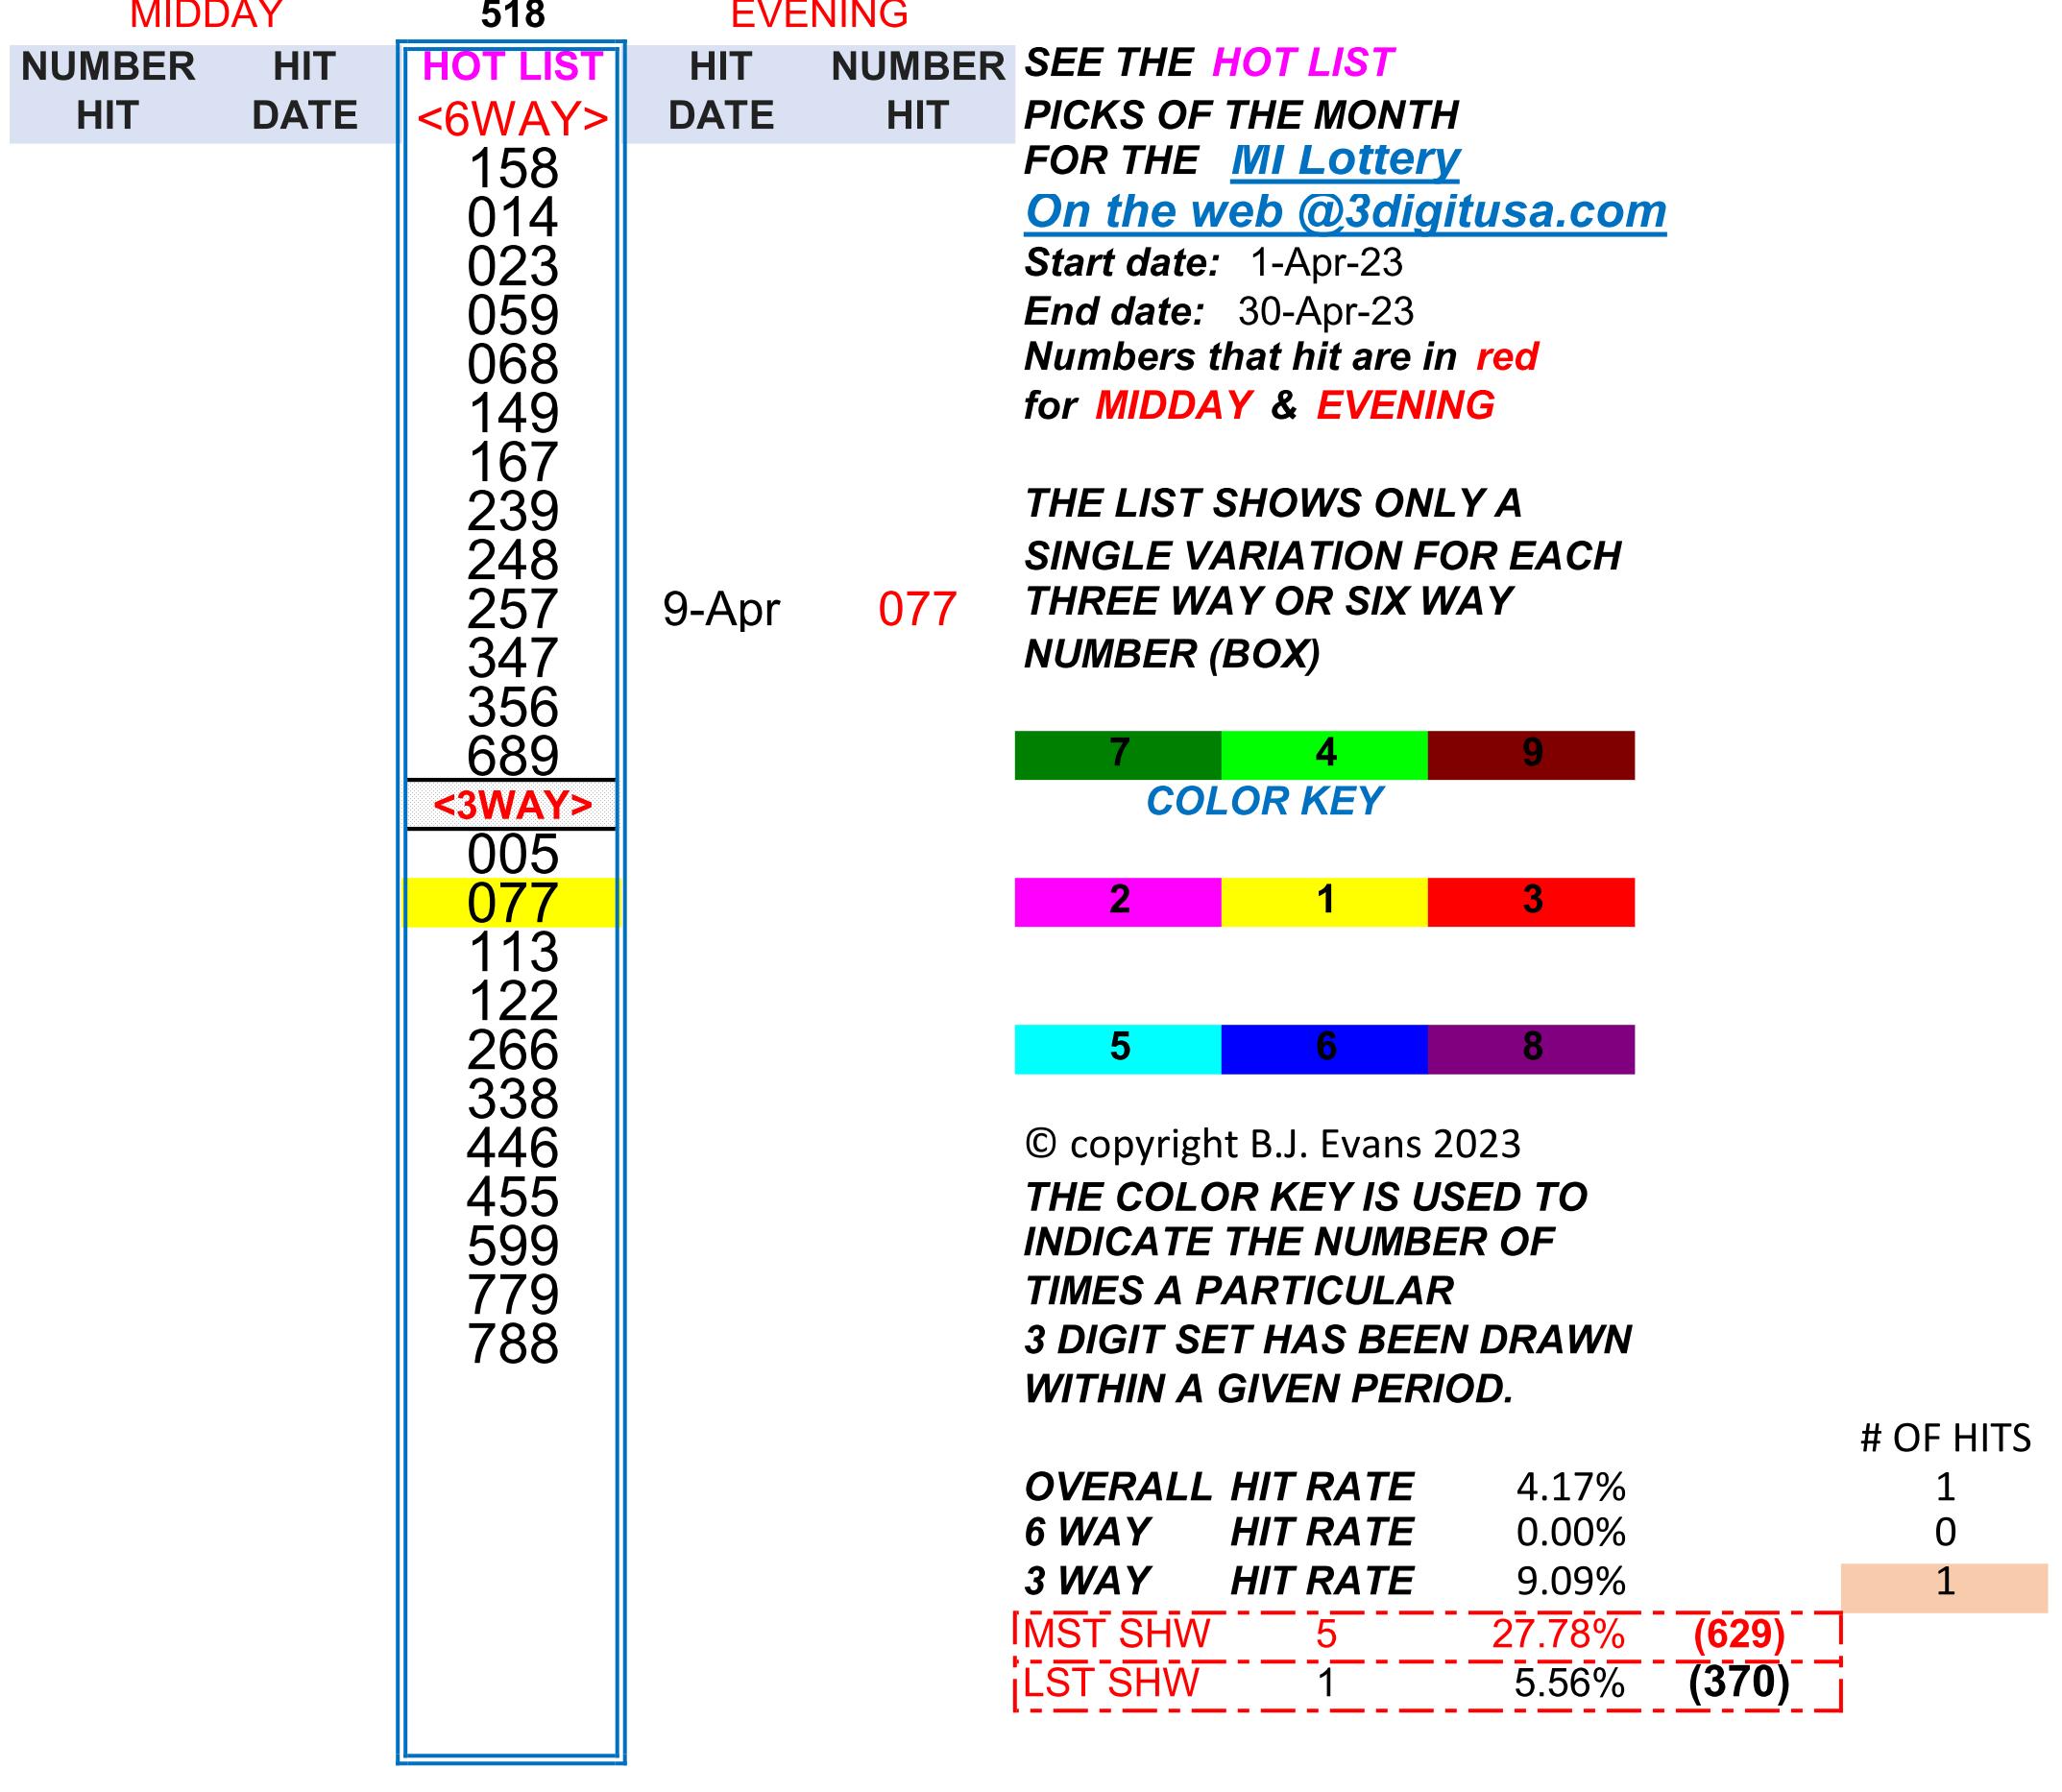 MIDDAY 518 EVENING
NUMBER HIT HOT LIST HIT NUMBER
HIT DATE <6WAY> DATE HIT
158
014
023
059
068
149
167
239
248
257 9-Apr 077
347
356
689
<3WAY>
005
077
113
122
266
338
446
455
599
779
788
SEE THE HOT LIST
PICKS OF THE MONTH
FOR THE MI Lottery
On the web @3digitusa.com
Start date: 1-Apr-23
End date: 30-Apr-23
Numbers that hit are in red
for MIDDAY & EVENING
THE LIST SHOWS ONLY A
SINGLE VARIATION FOR EACH
THREE WAY OR SIX WAY
NUMBER (BOX)
7 4 9
COLOR KEY
2 1 3
5 6 8
© copyright B.J. Evans 2023
THE COLOR KEY IS USED TO
INDICATE THE NUMBER OF
TIMES A PARTICULAR
3 DIGIT SET HAS BEEN DRAWN
WITHIN A GIVEN PERIOD.
# OF HITS
OVERALL HIT RATE 4.17% 1
6 WAY HIT RATE 0.00% 0
3 WAY HIT RATE 9.09% 1
MST SHW 5 27.78% (629)
LST SHW 1 5.56% (370)